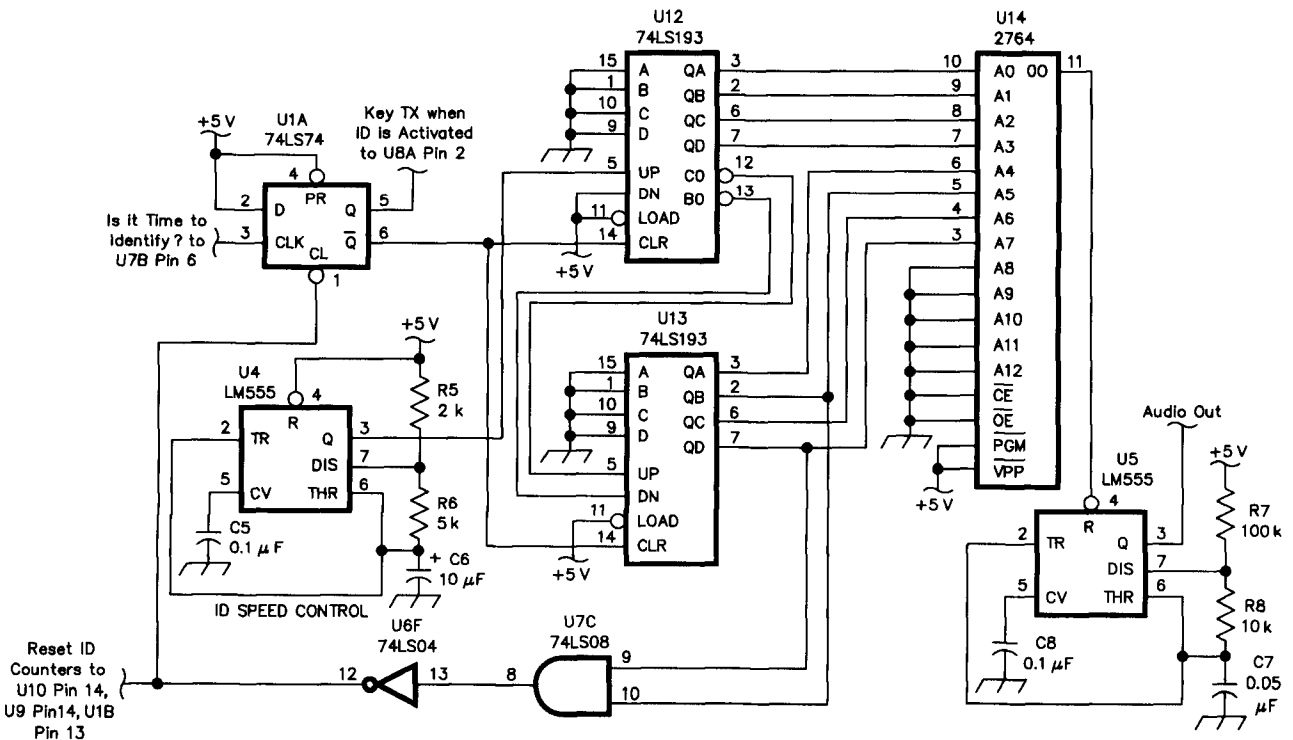 U12
74LS193
15 A QA 3
1 B QB 2
10 C QC 6
9 D QD 7
5 UP CO 12
DN BO 13
11 LOAD
14 CLR
+5 V
U14
2764
10 A0 O0 11
9 A1
8 A2
7 A3
6 A4
5 A5
4 A6
3 A7
A8
A9
A10
A11
A12
CE
OE
PGM
VPP
+5 V
+5 V
U1A
74LS74
Key TX when
ID is Activated
to U8A Pin 2
4 PR
2 D Q 5
3 CLK Q 6
CL
1
Is it Time to
Identify? to
U7B Pin 6
U13
74LS193
15 A QA 3
1 B QB 2
10 C QC 6
9 D QD 7
5 UP
DN
11 LOAD
14 CLR
+5 V
+5 V
U4
LM555
4
R
2 TR Q 3
DIS 7
5 CV THR 6
R5
2 k
R6
5 k
C5
0.1 µF
+ C6
10 µF
ID SPEED CONTROL
Audio Out
+5 V
U5
LM555
4
R
2 TR Q 3
DIS 7
5 CV THR 6
R7
100 k
R8
10 k
C8
0.1 µF
C7
0.05
µF
U6F
74LS04
12 13
U7C
74LS08
8 9
10
Reset ID
Counters to
U10 Pin 14,
U9 Pin14, U1B
Pin 13